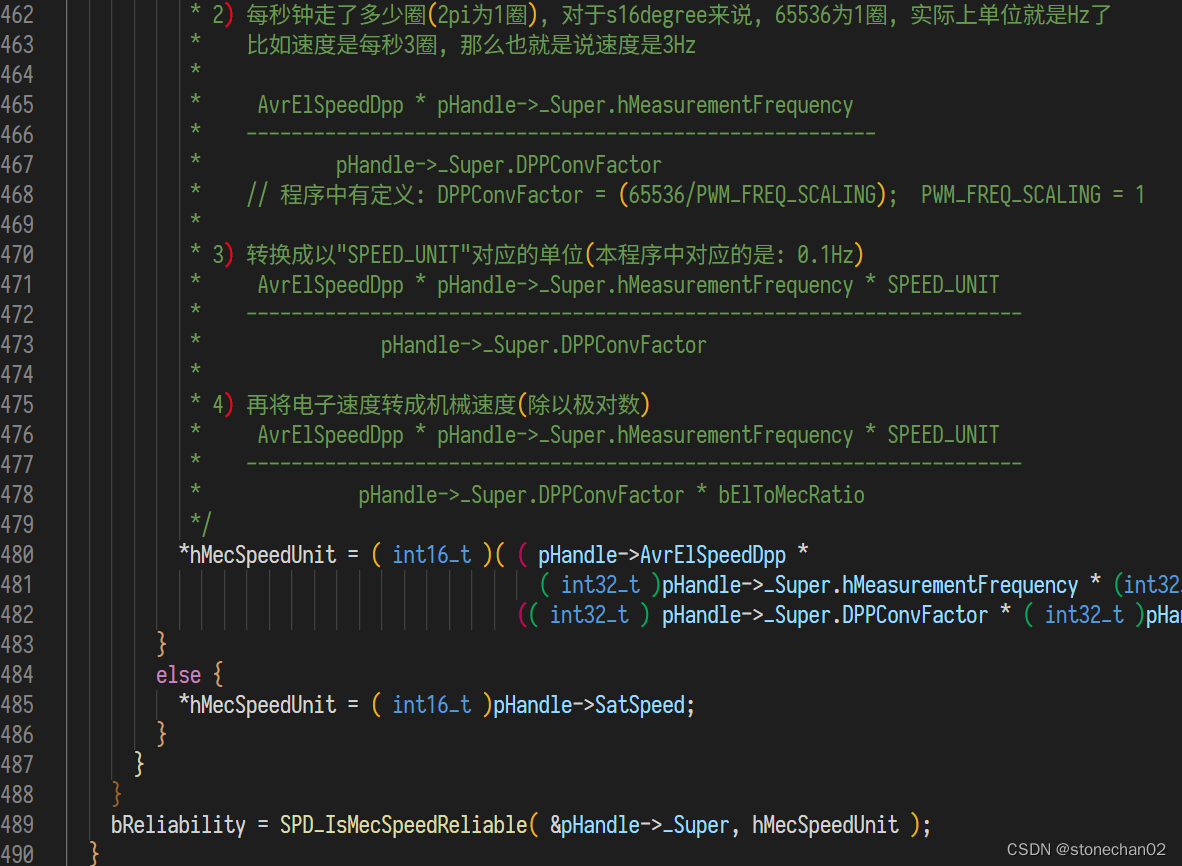 462 * 2) 每秒钟走了多少圈(2pi为1圈), 对于s16degree来说, 65536为1圈, 实际上单位就是Hz了
463 * 比如速度是每秒3圈, 那么也就是说速度是3Hz
464 *
465 * AvrElSpeedDpp * pHandle->_Super.hMeasurementFrequency
466 * --------------------------------------------------------
467 * pHandle->_Super.DPPConvFactor
468 * // 程序中有定义: DPPConvFactor = (65536/PWM_FREQ_SCALING); PWM_FREQ_SCALING = 1
469 *
470 * 3) 转换成以"SPEED_UNIT"对应的单位(本程序中对应的是: 0.1Hz)
471 * AvrElSpeedDpp * pHandle->_Super.hMeasurementFrequency * SPEED_UNIT
472 * ---------------------------------------------------------------------
473 * pHandle->_Super.DPPConvFactor
474 *
475 * 4) 再将电子速度转成机械速度(除以极对数)
476 * AvrElSpeedDpp * pHandle->_Super.hMeasurementFrequency * SPEED_UNIT
477 * ---------------------------------------------------------------------
478 * pHandle->_Super.DPPConvFactor * bElToMecRatio
479 */
480 *hMecSpeedUnit = ( int16_t )( ( pHandle->AvrElSpeedDpp *
481 ( int32_t )pHandle->_Super.hMeasurementFrequency * (int32
482 (( int32_t ) pHandle->_Super.DPPConvFactor * ( int32_t )pHan
483 }
484 else {
485 *hMecSpeedUnit = ( int16_t )pHandle->SatSpeed;
486 }
487 }
488 }
489 bReliability = SPD_IsMecSpeedReliable( &pHandle->_Super, hMecSpeedUnit );
490 }
CSDN @stonechan02